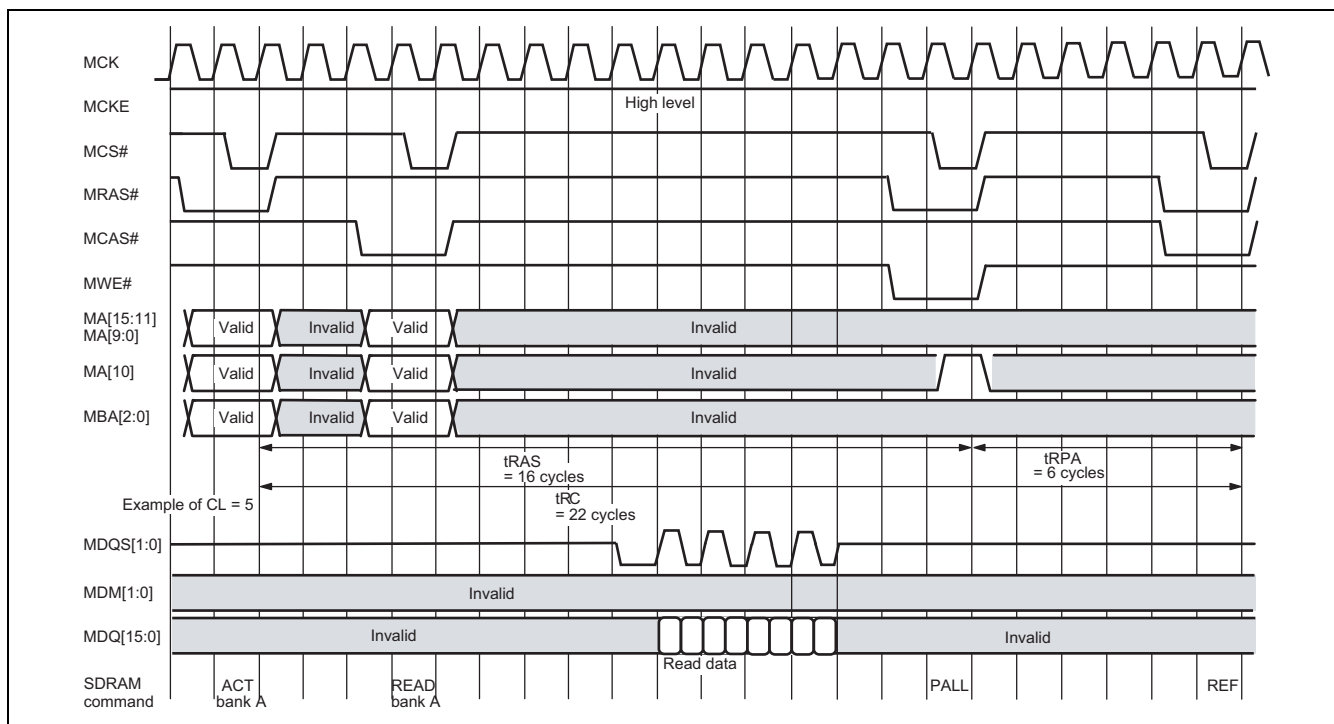 MCK
MCKE
High level
MCS#
MRAS#
MCAS#
MWE#
MA[15:11]
MA[9:0]
Valid
Invalid
Valid
Invalid
MA[10]
Valid
Invalid
Valid
Invalid
MBA[2:0]
Valid
Invalid
Valid
Invalid
tRAS
= 16 cycles
tRPA
= 6 cycles
Example of CL = 5
tRC
= 22 cycles
MDQS[1:0]
MDM[1:0]
Invalid
MDQ[15:0]
Invalid
Invalid
Read data
SDRAM
command
ACT
bank A
READ
bank A
PALL
REF